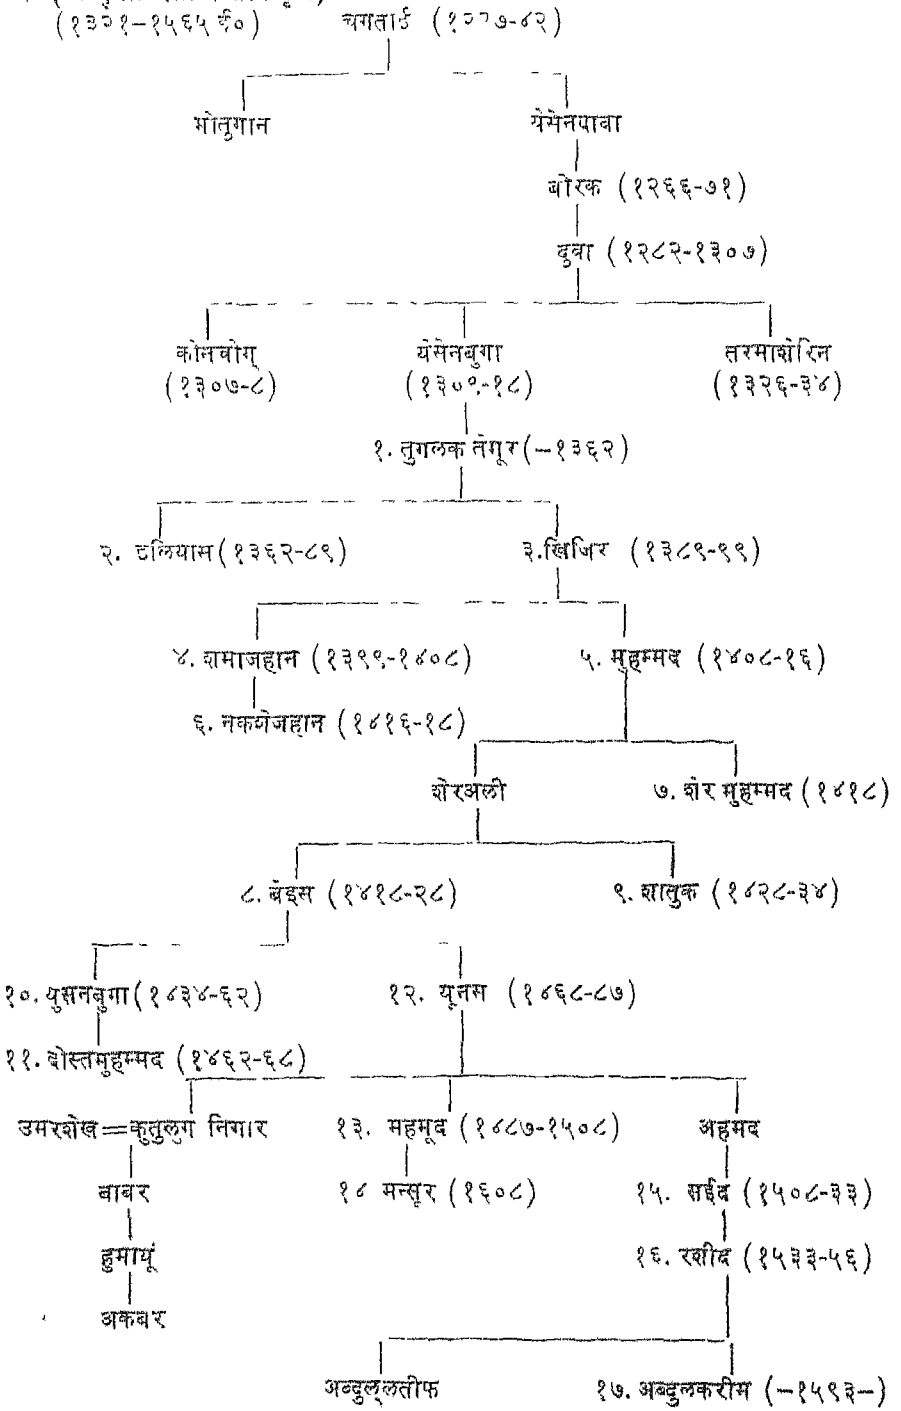 (१३२१–१५६५ ई०) चगताई (१२२७-४२)
मोतुगान येसेनपावा
बोरक (१२६६-७१)
दुवा (१२८२-१३०७)
कोनचोग् येसेनबुगा तरमाशेरिन
(१३०७-८) (१३०९-१८) (१३२६-३४)
१. तुगलक तेमूर (–१३६२)
२. इलियास (१३६२-८९) ३. खिजिर (१३८९-९९)
४. शमाजहान (१३९९-१४०८) ५. मुहम्मद (१४०८-१६)
६. नकशेजहान (१४१६-१८)
शेरअली ७. शेर मुहम्मद (१४१८)
८. बेइस (१४१८-२८) ९. शातुक (१४२८-३४)
१०. युसनबुगा (१४३४-६२) १२. यूनस (१४६८-८७)
११. दोस्तमुहम्मद (१४६२-६८)
उमरशेख=कुतुलुग निगार १३. महमूद (१४८७-१५०८) अहमद
बाबर १४ मन्सूर (१६०८) १५. सईद (१५०८-३३)
हुमायूं १६. रशीद (१५३३-५६)
अकबर
अब्दुल्लतीफ १७. अब्दुलकरीम (–१५९३–)